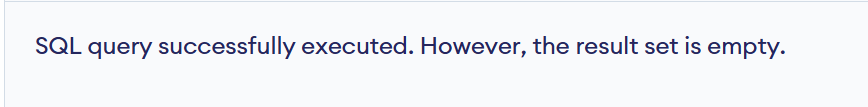 SQL query successfully executed. However, the result set is empty.